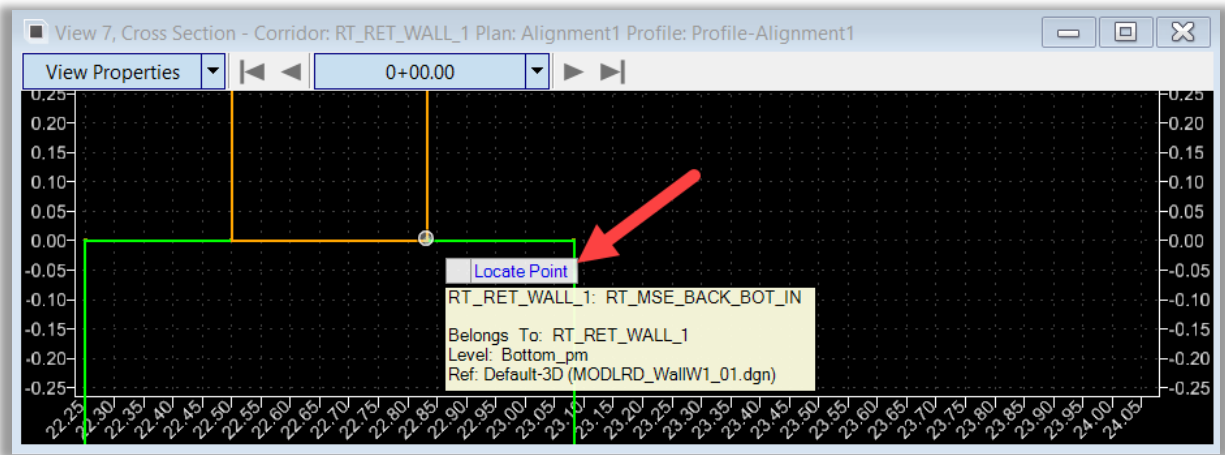 View 7, Cross Section - Corridor: RT_RET_WALL_1 Plan: Alignment1 Profile: Profile-Alignment1
View Properties 0+00.00
0.25 0.25
0.20 0.20
0.15 0.15
0.10 0.10
0.05 0.05
0.00 0.00
-0.05 -0.05
-0.10 -0.10
-0.15 -0.15
-0.20 -0.20
-0.25 -0.25
Locate Point
RT_RET_WALL_1: RT_MSE_BACK_BOT_IN
Belongs To: RT_RET_WALL_1
Level: Bottom_pm
Ref: Default-3D (MODLRD_WallW1_01.dgn)
22.25 22.30 22.35 22.40 22.45 22.50 22.55 22.60 22.65 22.70 22.75 22.80 22.85 22.90 22.95 23.00 23.05 23.10 23.15 23.20 23.25 23.30 23.35 23.40 23.45 23.50 23.55 23.60 23.65 23.70 23.75 23.80 23.85 23.90 23.95 24.00 24.05